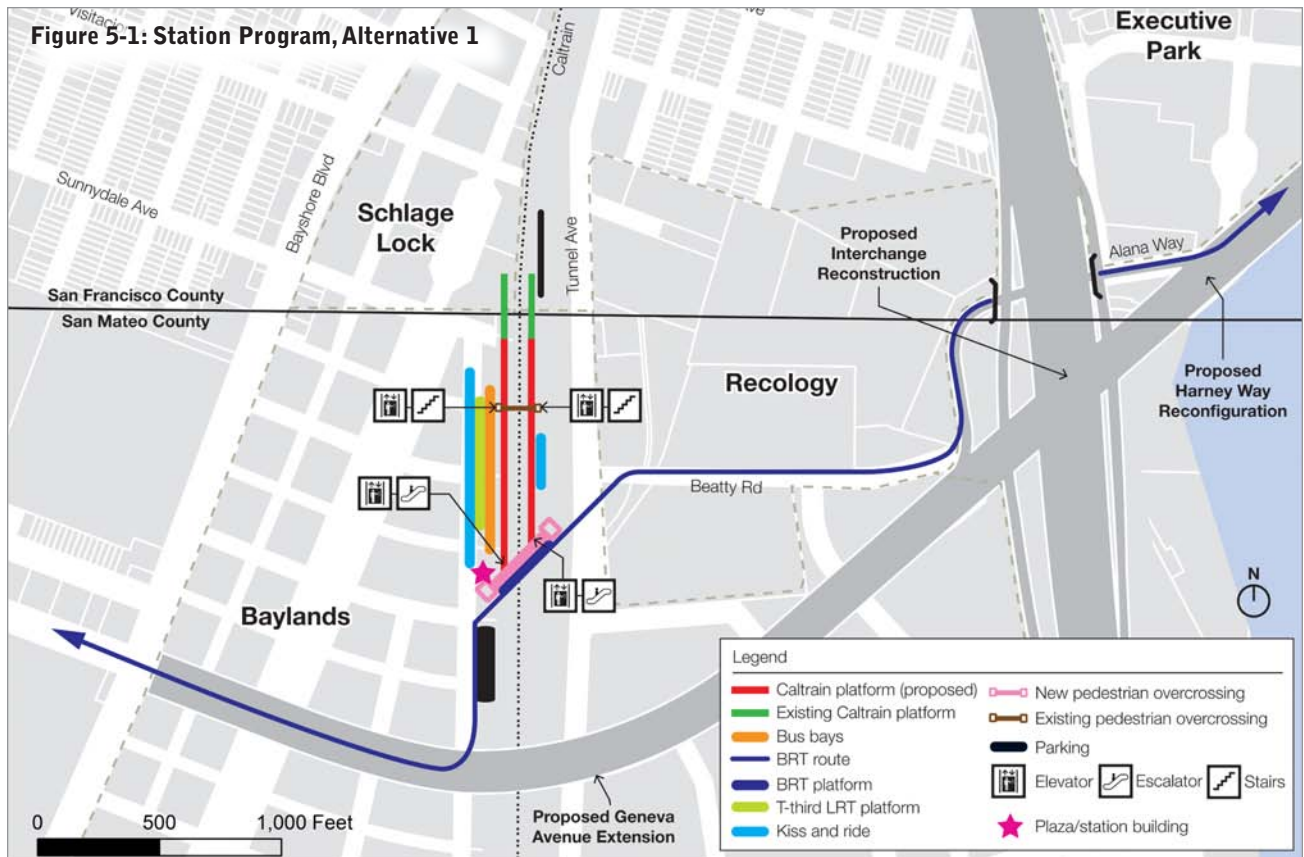 Visitacio
Ave
Figure 5-1: Station Program, Alternative 1
Executive
Park
Caltrain
Sunnydale Ave
Bayshore Blvd
Schlage
Lock
Tunnel Ave
Proposed
Interchange
Reconstruction
Alana Way
San Francisco County
San Mateo County
Recology
Proposed
Harney Way
Reconfiguration
Beatty Rd
Baylands
N
Proposed Geneva
Avenue Extension
0 500 1,000 Feet
Legend
Caltrain platform (proposed)
Existing Caltrain platform
Bus bays
BRT route
BRT platform
T-third LRT platform
Kiss and ride
New pedestrian overcrossing
Existing pedestrian overcrossing
Parking
Elevator Escalator Stairs
Plaza/station building